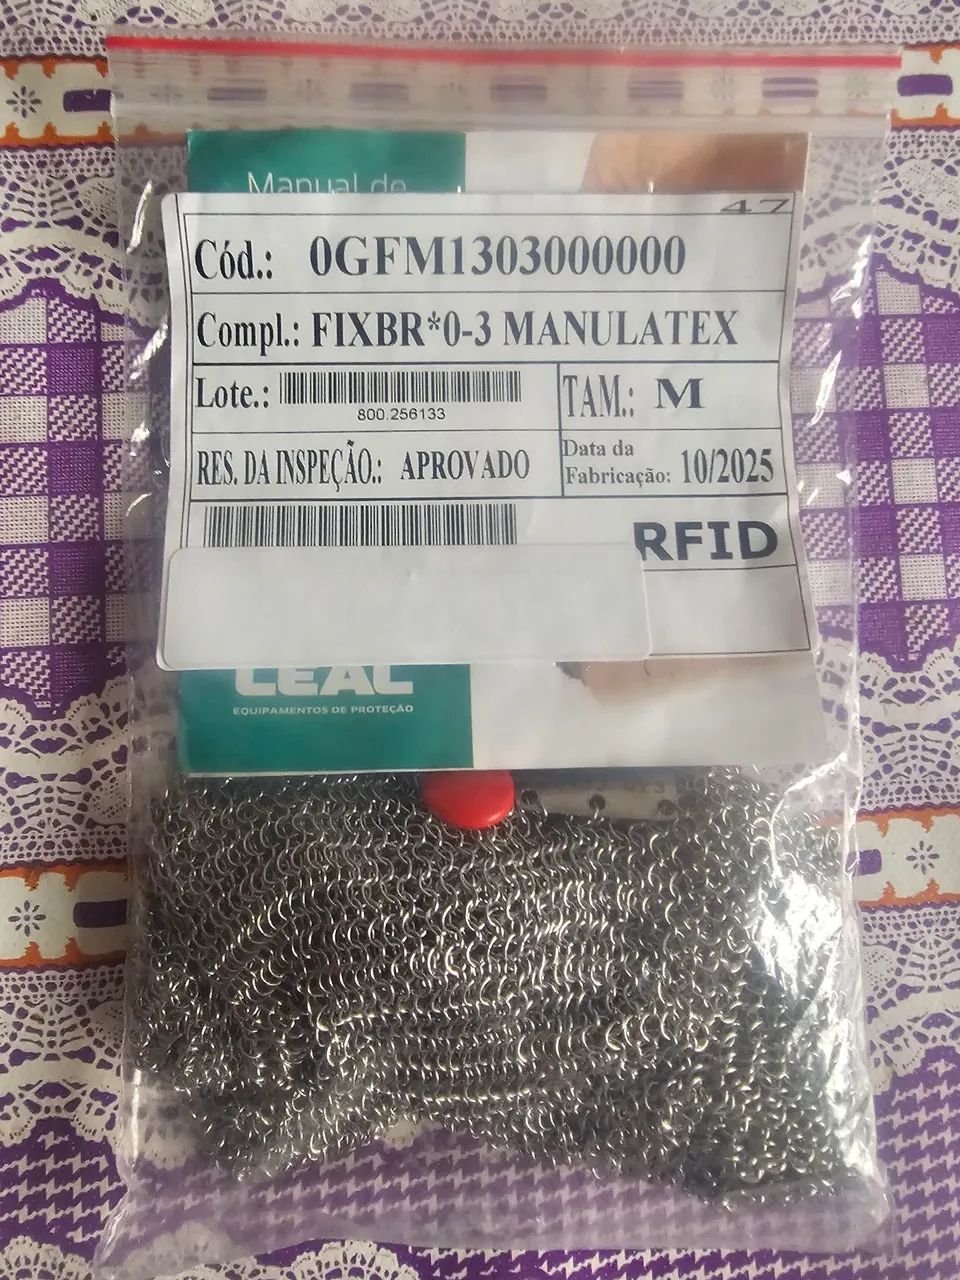 Manual de
47
Cód.: 0GFM1303000000
Compl.: FIXBR*0-3 MANULATEX
Lote.:
800.256133
TAM.: M
RES. DA INSPEÇÃO.: APROVADO
Data da
Fabricação: 10/2025
RFID
LEAL
EQUIPAMENTOS DE PROTEÇÃO